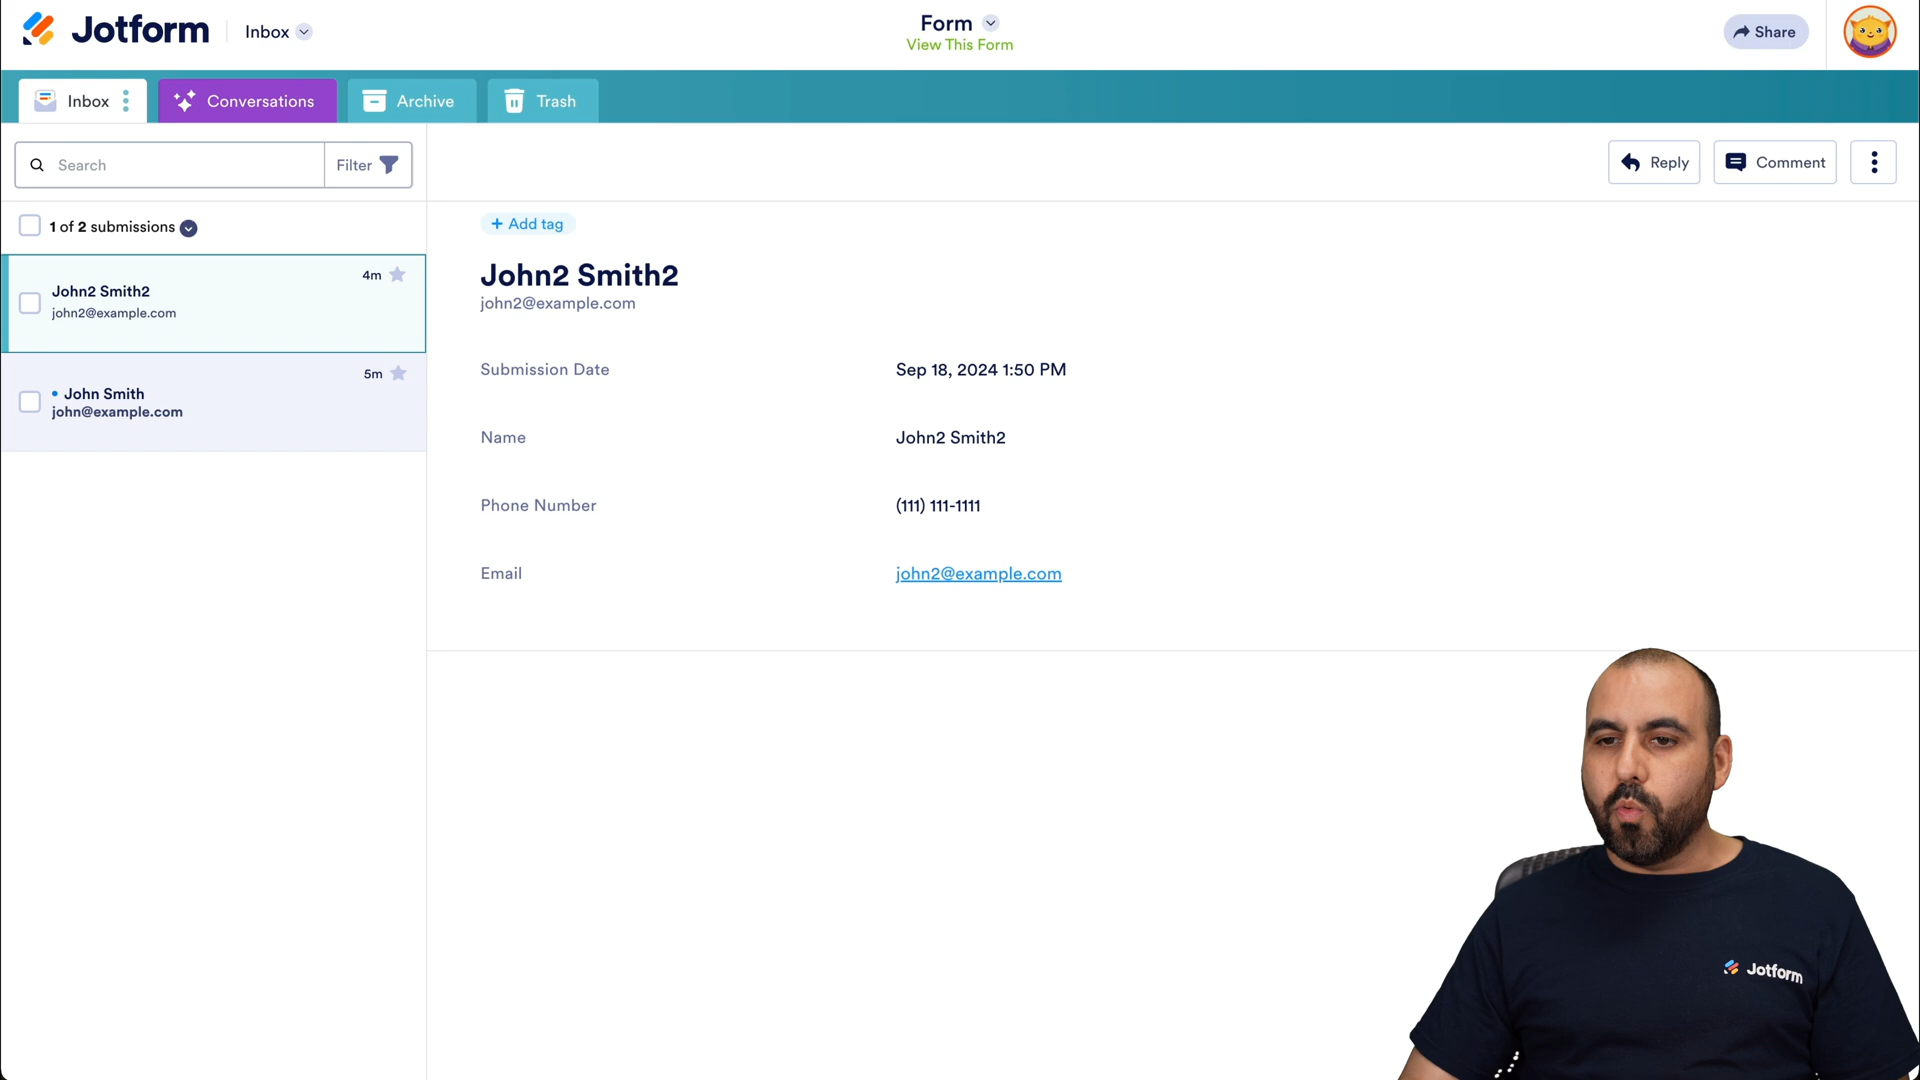 Jotform
Inbox
Form
View This Form
Share
Inbox
Conversations
Archive
Trash
Search
Filter
Reply
Comment
1 of 2 submissions
4m
John2 Smith2
john2@example.com
5m
John Smith
john@example.com
+ Add tag
John2 Smith2
john2@example.com
Submission Date
Sep 18, 2024 1:50 PM
Name
John2 Smith2
Phone Number
(111) 111-1111
Email
john2@example.com
Jotform